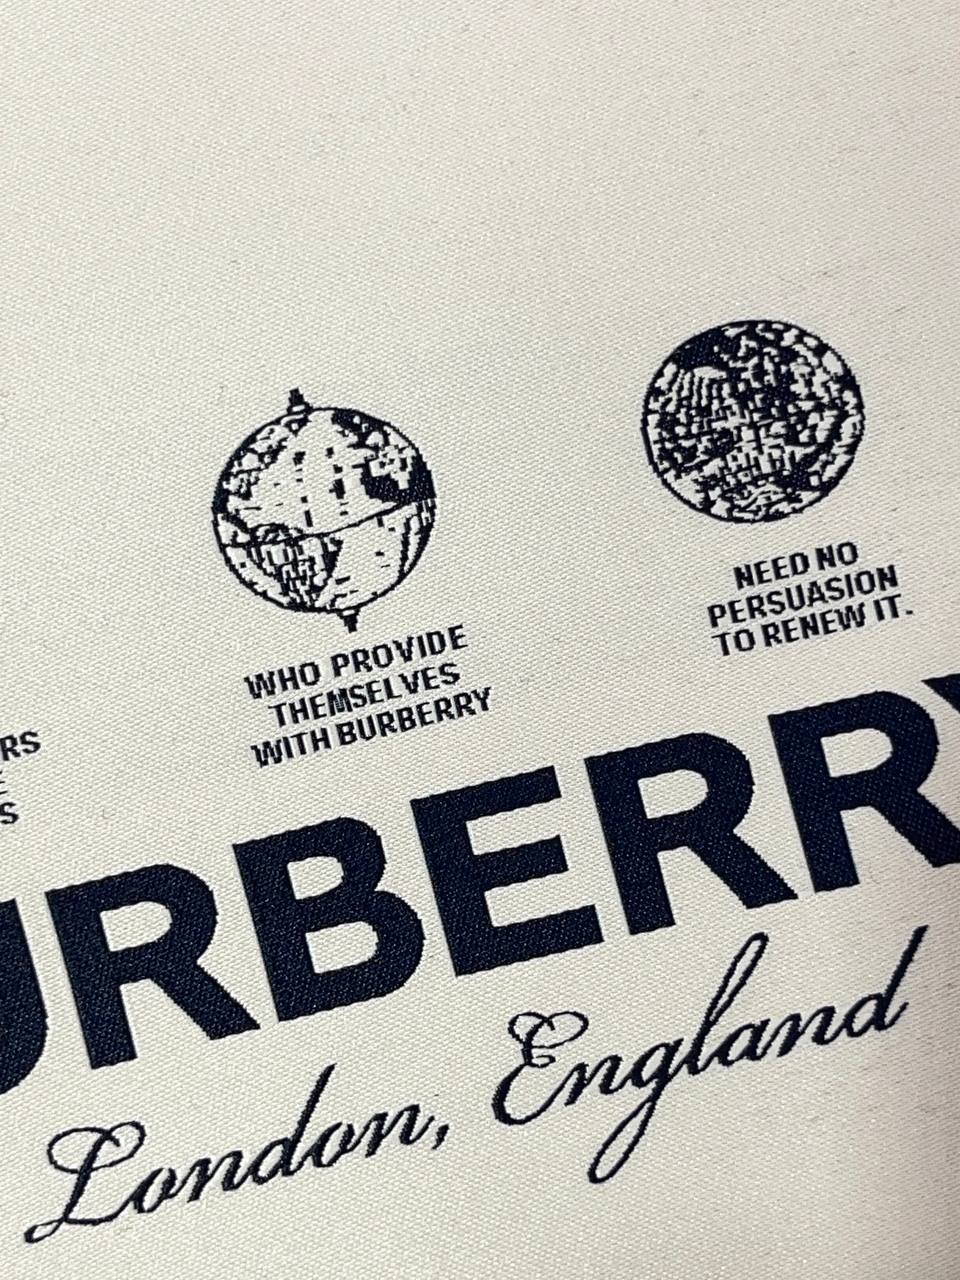 WHO PROVIDE
THEMSELVES
WITH BURBERRY
NEED NO
PERSUASION
TO RENEW IT.
RS
S
URBERRY
London, England